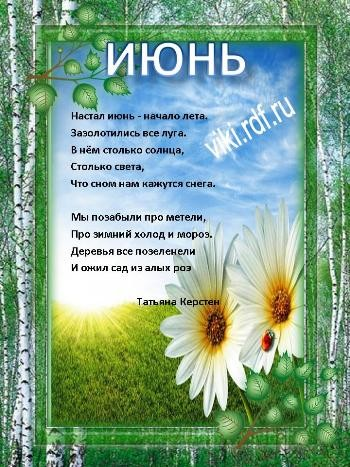 ИЮНЬ
Настал июнь - начало лета.
Зазолотились все луга.
В нём столько солнца,
Столько света,
Что сном нам кажутся снега.
Мы позабыли про метели,
Про зимний холод и мороз.
Деревья все позеленели
И ожил сад из алых роз
Татьяна Керстен
viki.rdf.ru